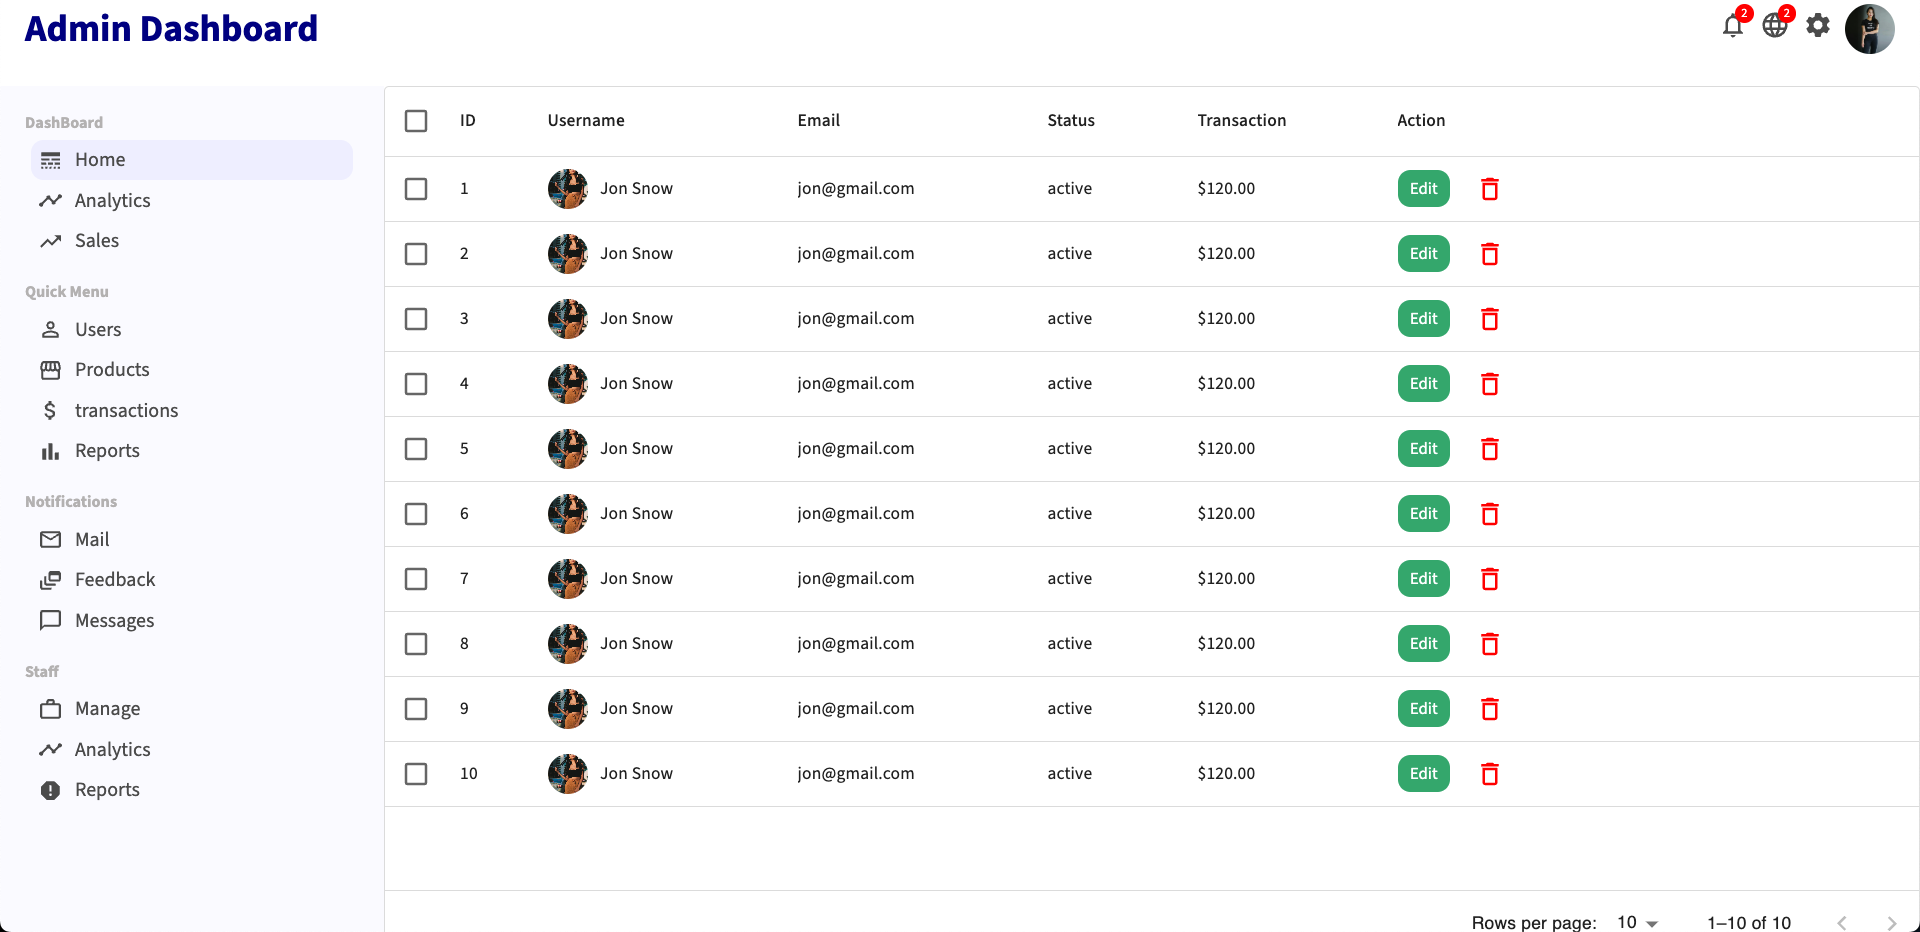 Admin Dashboard
2
2
DashBoard
Home
Analytics
Sales
Quick Menu
Users
Products
transactions
Reports
Notifications
Mail
Feedback
Messages
Staff
Manage
Analytics
Reports
ID Username Email Status Transaction Action
1 Jon Snow jon@gmail.com active $120.00 Edit
2 Jon Snow jon@gmail.com active $120.00 Edit
3 Jon Snow jon@gmail.com active $120.00 Edit
4 Jon Snow jon@gmail.com active $120.00 Edit
5 Jon Snow jon@gmail.com active $120.00 Edit
6 Jon Snow jon@gmail.com active $120.00 Edit
7 Jon Snow jon@gmail.com active $120.00 Edit
8 Jon Snow jon@gmail.com active $120.00 Edit
9 Jon Snow jon@gmail.com active $120.00 Edit
10 Jon Snow jon@gmail.com active $120.00 Edit
Rows per page: 10 1–10 of 10